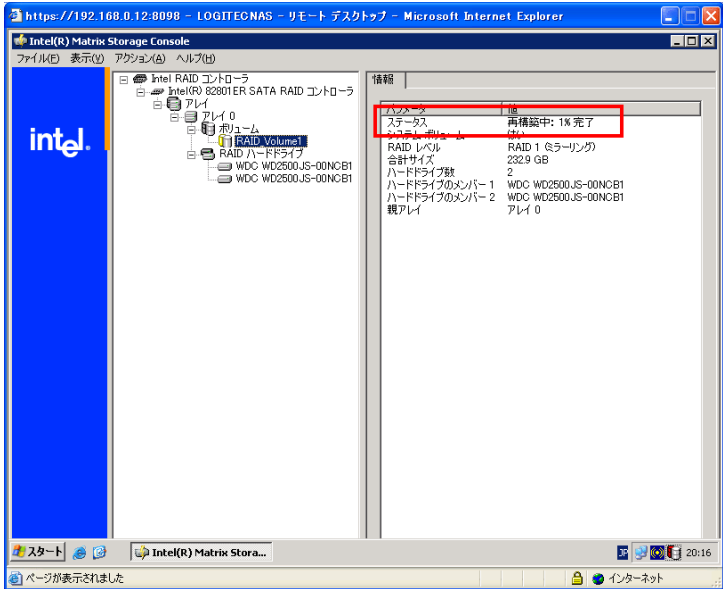 https://192.168.0.12:8098 - LOGITECNAS - リモート デスクトップ - Microsoft Internet Explorer
Intel(R) Matrix Storage Console
ファイル(F) 表示(V) アクション(A) ヘルプ(H)
intel.
Intel RAID コントローラ
Intel(R) 82801ER SATA RAID コントローラ
アレイ
アレイ 0
ボリューム
RAID_Volume1
RAID ハードドライブ
WDC WD2500JS-00NCB1
WDC WD2500JS-00NCB1
情報
パラメータ 値
ステータス 再構築中: 1% 完了
システム ボリューム はい
RAID レベル RAID 1 (ミラーリング)
合計サイズ 232.9 GB
ハードドライブ数 2
ハードドライブのメンバー 1 WDC WD2500JS-00NCB1
ハードドライブのメンバー 2 WDC WD2500JS-00NCB1
親アレイ アレイ 0
スタート Intel(R) Matrix Stora... JP 20:16
ページが表示されました インターネット